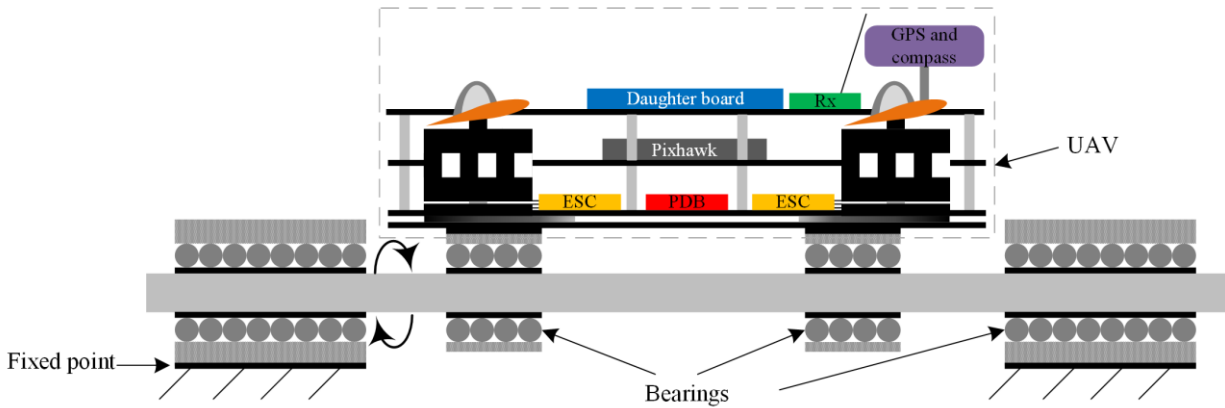 GPS and
compass
Daughter board
Rx
Pixhawk
UAV
ESC
PDB
ESC
Fixed point
Bearings